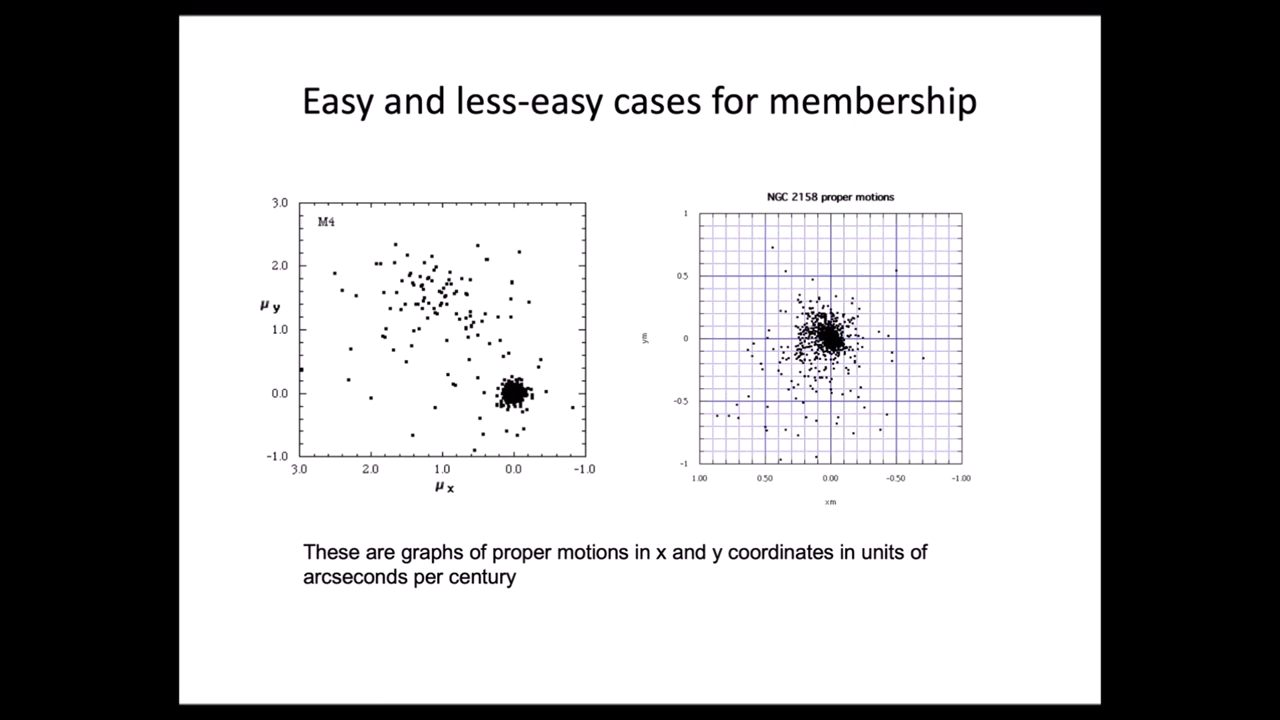 Easy and less-easy cases for membership
M4
3.0
2.0
1.0
0.0
-1.0
μ y
3.0 2.0 1.0 0.0 -1.0
μ x
NGC 2158 proper motions
1
0.5
0
-0.5
-1
ym
1.00 0.50 0.00 -0.50 -1.00
xm
These are graphs of proper motions in x and y coordinates in units of
arcseconds per century